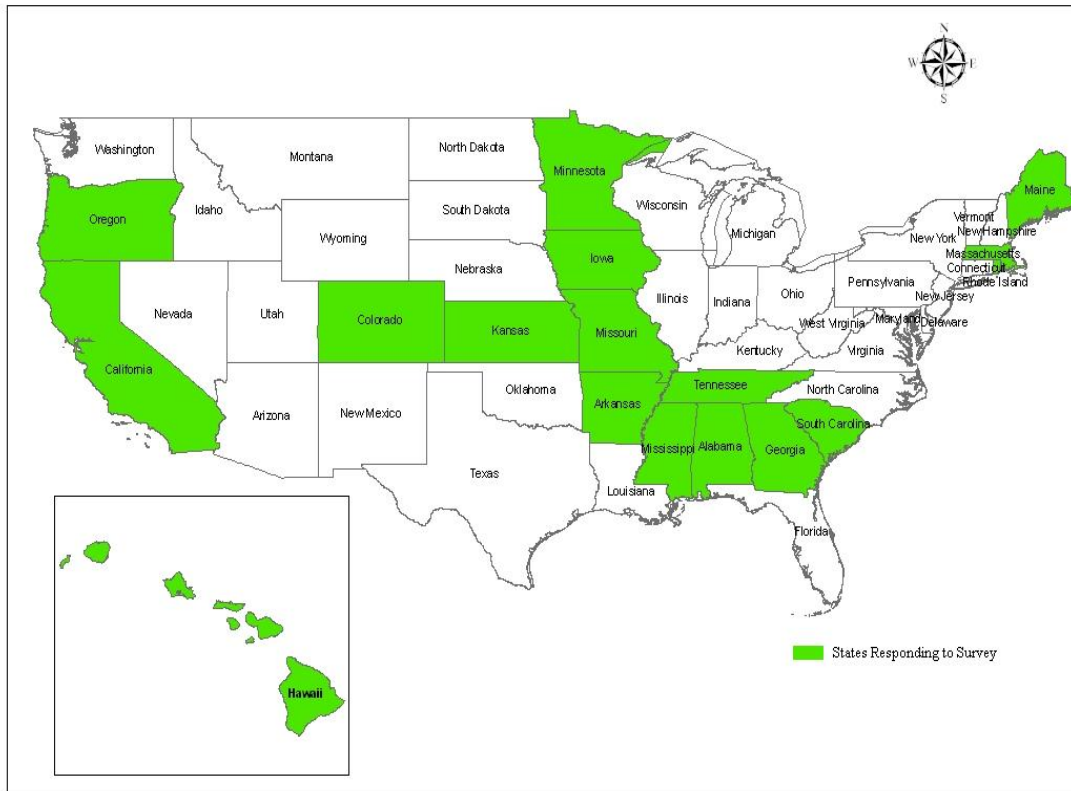 N
W E
S
Washington
Montana
North Dakota
Minnesota
Maine
Oregon
Idaho
South Dakota
Wisconsin
Michigan
Vermont
New York
New Hampshire
Wyoming
Massachusetts
Iowa
Nebraska
Connecticut
Rhode Island
Pennsylvania
Illinois
Indiana
Ohio
New Jersey
Nevada
Utah
Colorado
Kansas
Missouri
West Virginia
Maryland
Delaware
Kentucky
Virginia
California
Tennessee
North Carolina
Oklahoma
Arkansas
Arizona
New Mexico
South Carolina
Mississippi
Alabama
Georgia
Texas
Louisiana
Florida
States Responding to Survey
Hawaii